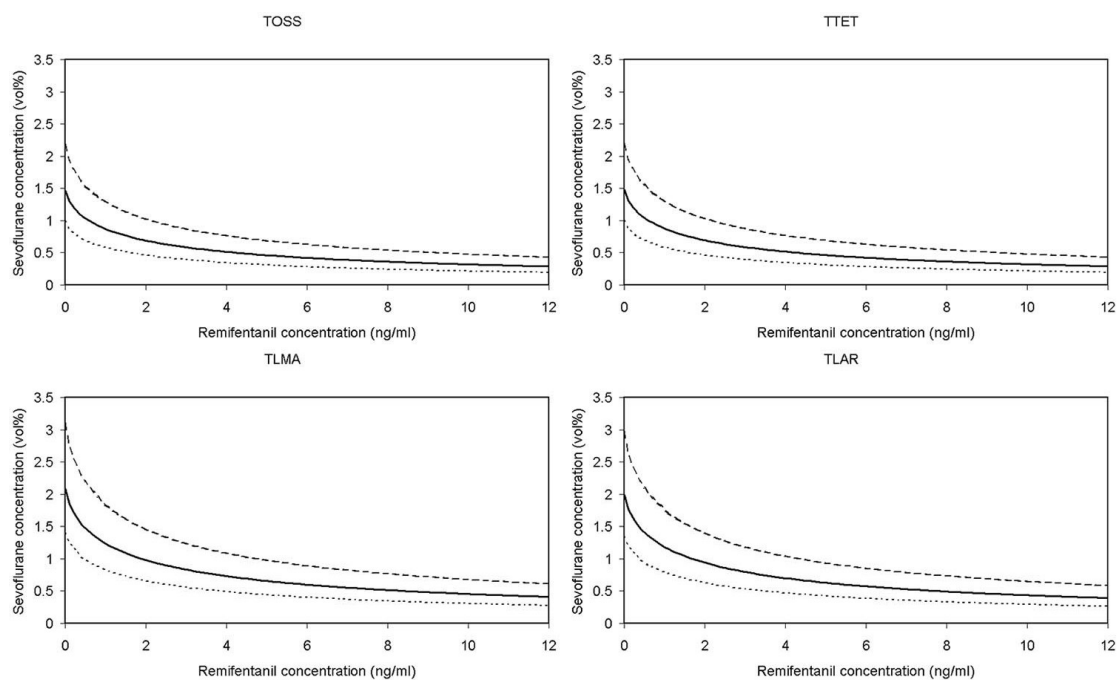 TOSS
3.5
3
2.5
2
1.5
1
0.5
0
Sevoflurane concentration (vol%)
0 2 4 6 8 10 12
Remifentanil concentration (ng/ml)
TTET
3.5
3
2.5
2
1.5
1
0.5
0
Sevoflurane concentration (vol%)
0 2 4 6 8 10 12
Remifentanil concentration (ng/ml)
TLMA
3.5
3
2.5
2
1.5
1
0.5
0
Sevoflurane concentration (vol%)
0 2 4 6 8 10 12
Remifentanil concentration (ng/ml)
TLAR
3.5
3
2.5
2
1.5
1
0.5
0
Sevoflurane concentration (vol%)
0 2 4 6 8 10 12
Remifentanil concentration (ng/ml)